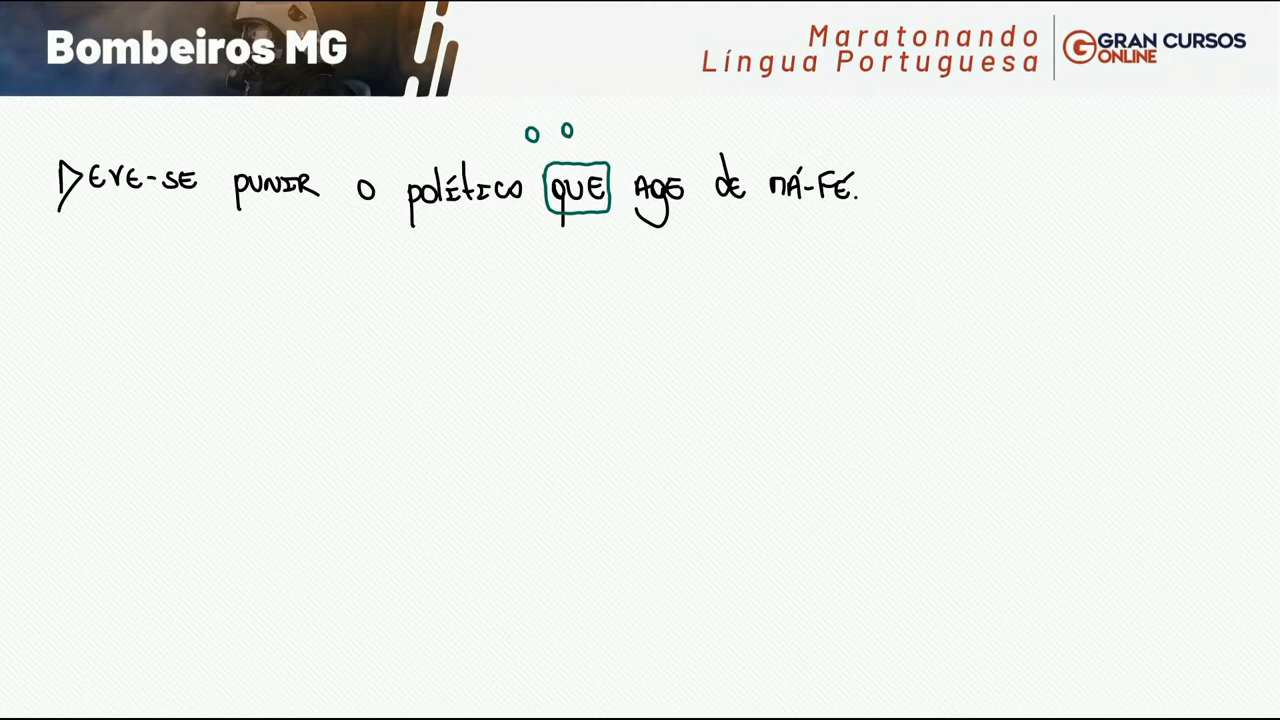 Bombeiros MG
Maratonando
Língua Portuguesa
GRAN CURSOS
ONLINE
DEVE-SE PUNIR O POLÍTICO QUE AGE DE MÁ-FÉ.